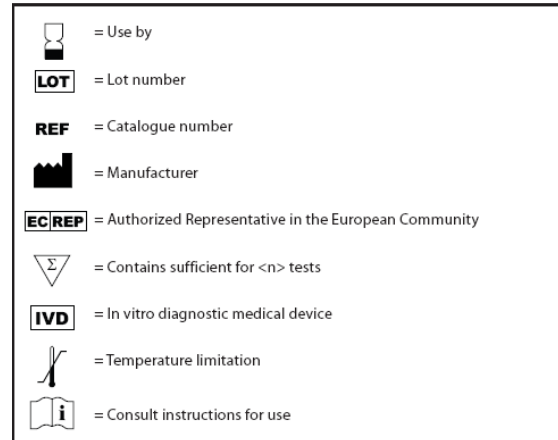 = Use by
LOT = Lot number
REF = Catalogue number
= Manufacturer
EC REP = Authorized Representative in the European Community
Σ = Contains sufficient for <n> tests
IVD = In vitro diagnostic medical device
= Temperature limitation
i = Consult instructions for use